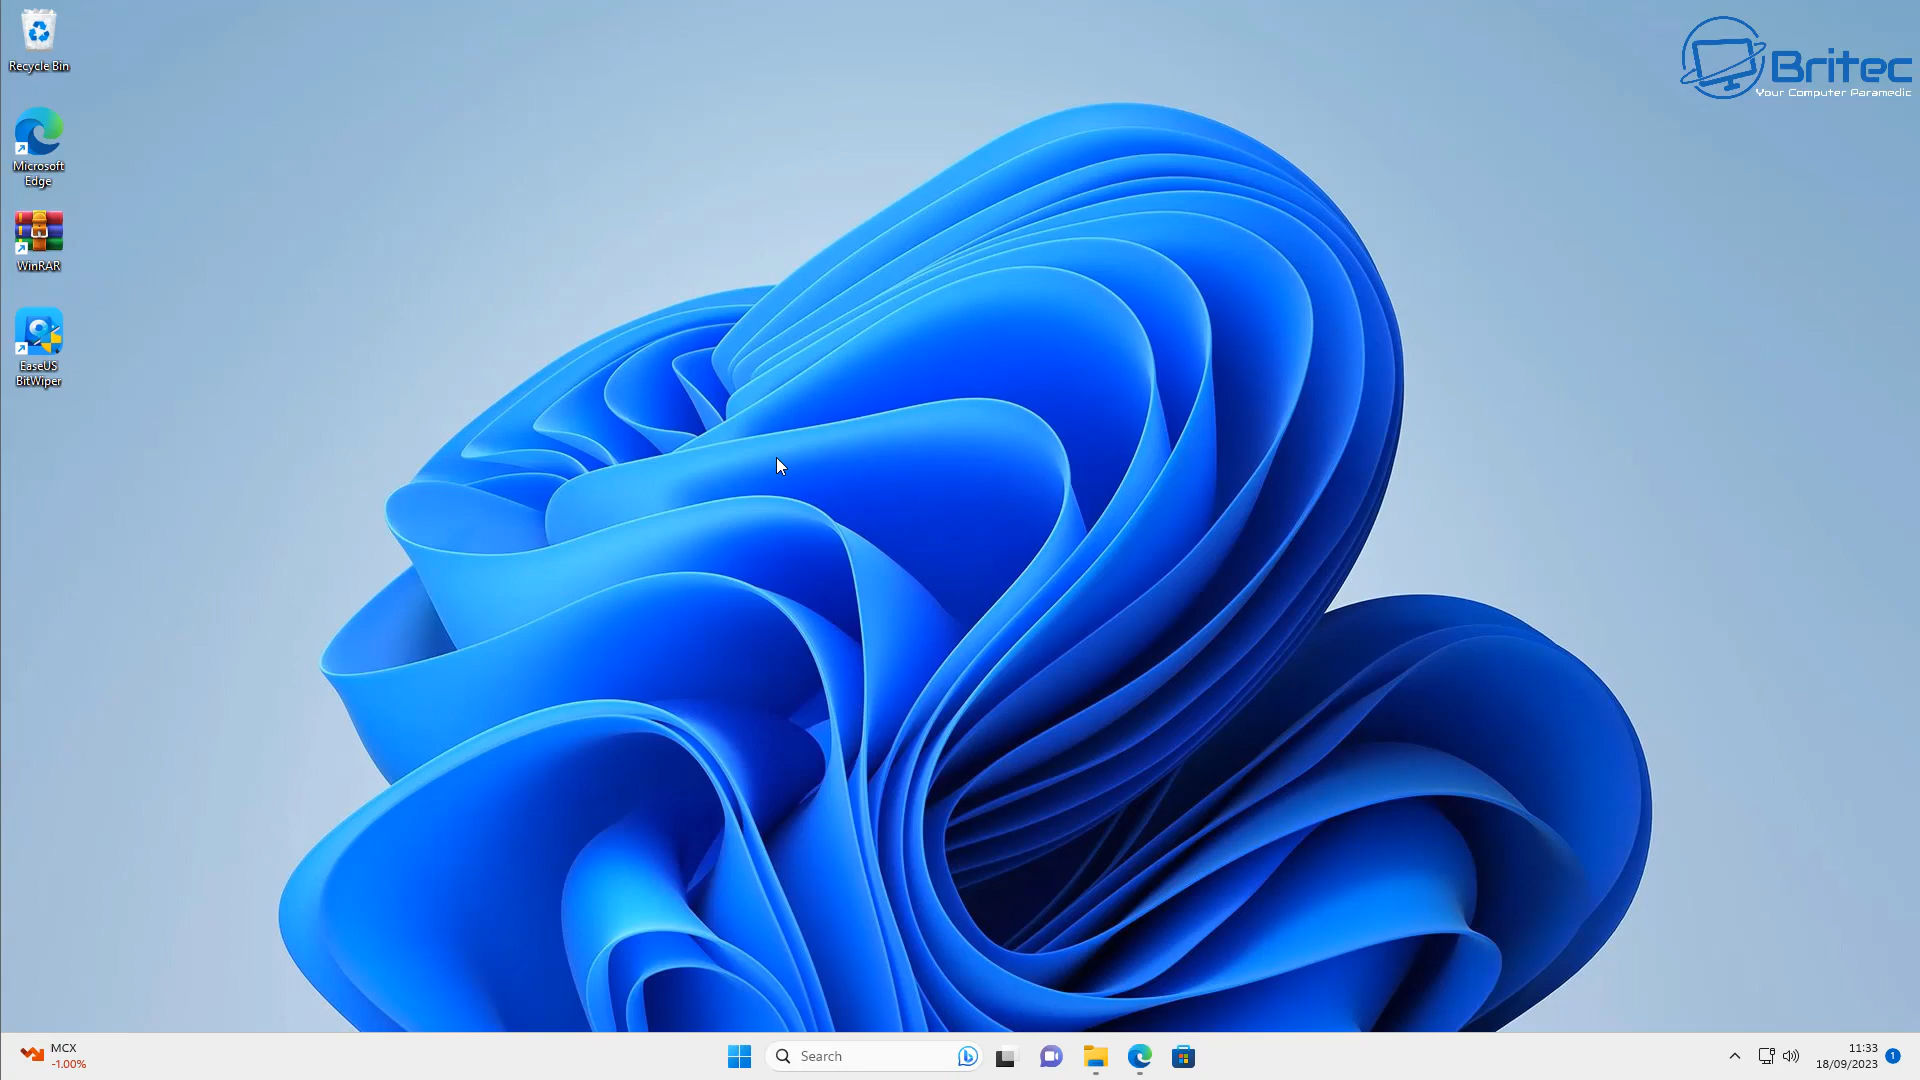 Recycle Bin
Britec
Your Computer Paramedic
Microsoft
Edge
WinRAR
EaseUS
BitWiper
MCX
-1.00%
Search
11:33
18/09/2023
1